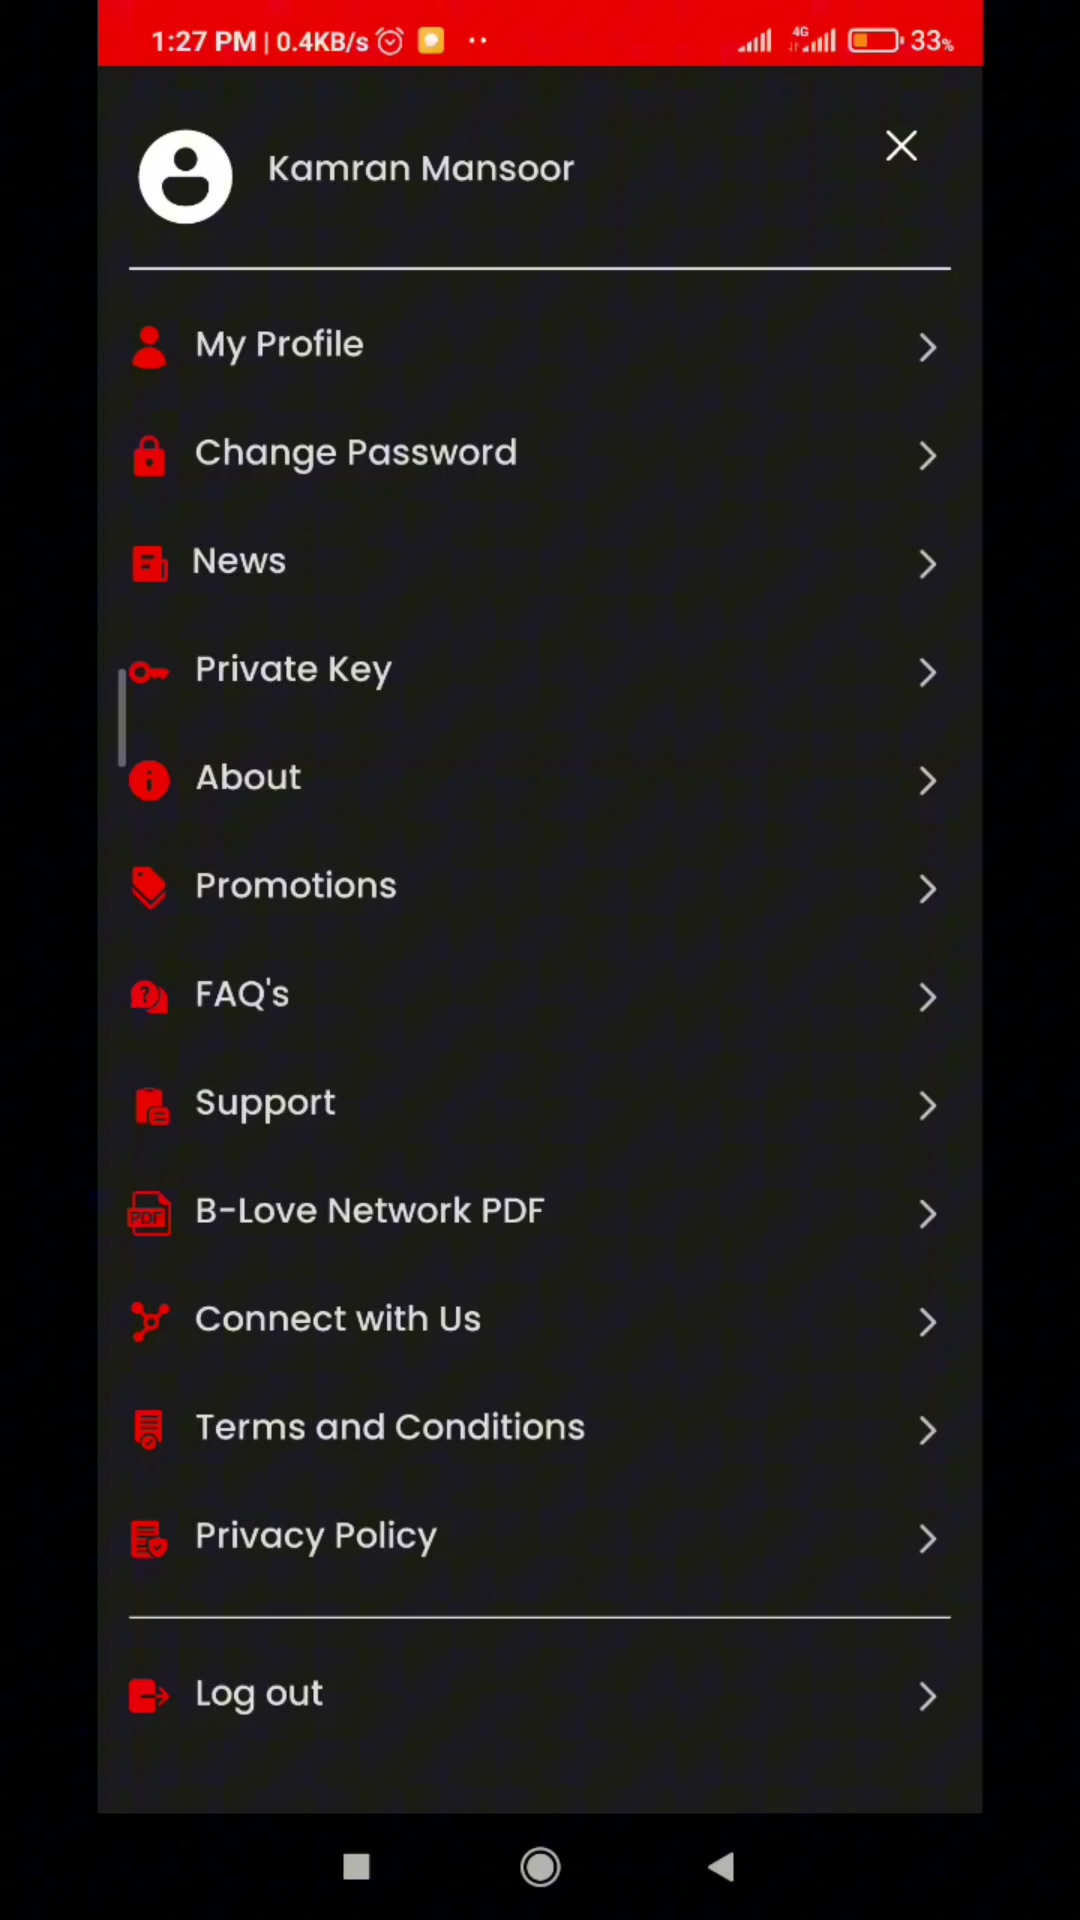 1:27 PM | 0.4KB/s 4G 33%
Kamran Mansoor
My Profile
Change Password
News
Private Key
About
Promotions
FAQ's
Support
PDF B-Love Network PDF
Connect with Us
Terms and Conditions
Privacy Policy
Log out